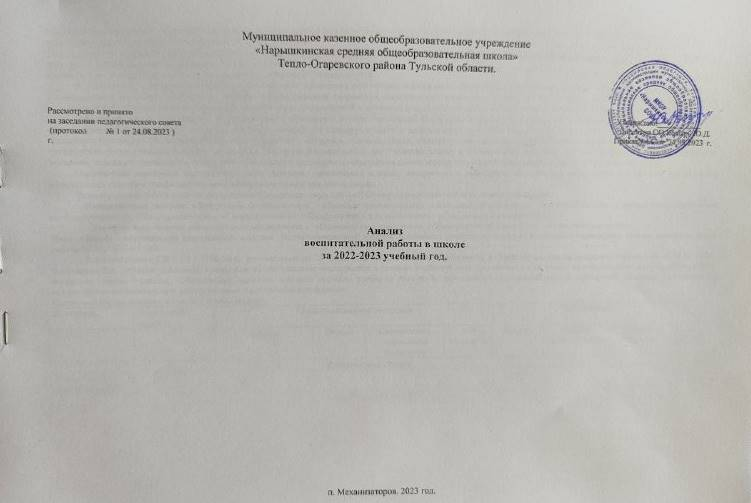 Муниципальное казенное общеобразовательное учреждение
«Нарышкинская средняя общеобразовательная школа»
Тепло-Огаревского района Тульской области.
Рассмотрено и принято
на заседании педагогического совета
(протокол № 1 от 24.08.2023 )
г.
Ю.Д.
2023 г.
Анализ
воспитательной работы в школе
за 2022-2023 учебный год.
п. Механизаторов. 2023 год.